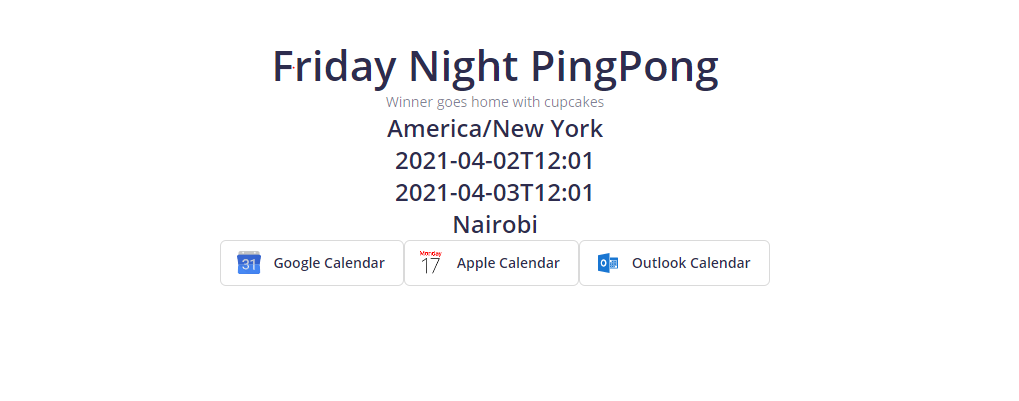 Friday Night PingPong
Winner goes home with cupcakes
America/New York
2021-04-02T12:01
2021-04-03T12:01
Nairobi
31 Google Calendar
Monday 17 Apple Calendar
O Outlook Calendar